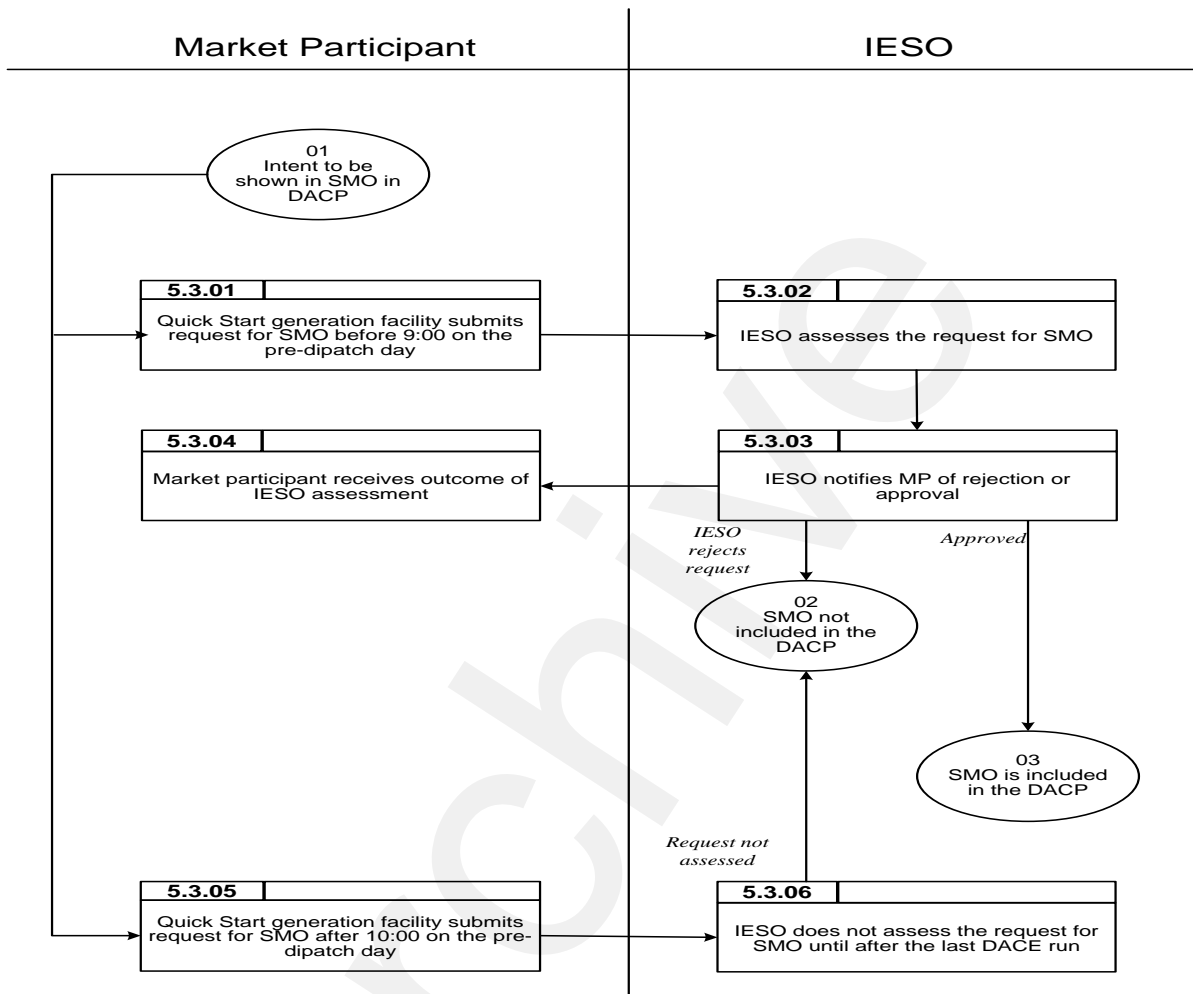 Market Participant
IESO
01
Intent to be
shown in SMO in
DACP
5.3.01
Quick Start generation facility submits
request for SMO before 9:00 on the
pre-dipatch day
5.3.02
IESO assesses the request for SMO
5.3.04
Market participant receives outcome of
IESO assessment
5.3.03
IESO notifies MP of rejection or
approval
IESO
rejects
request
Approved
02
SMO not
included in the
DACP
03
SMO is included
in the DACP
Request not
assessed
5.3.05
Quick Start generation facility submits
request for SMO after 10:00 on the pre-
dipatch day
5.3.06
IESO does not assess the request for
SMO until after the last DACE run
rchive